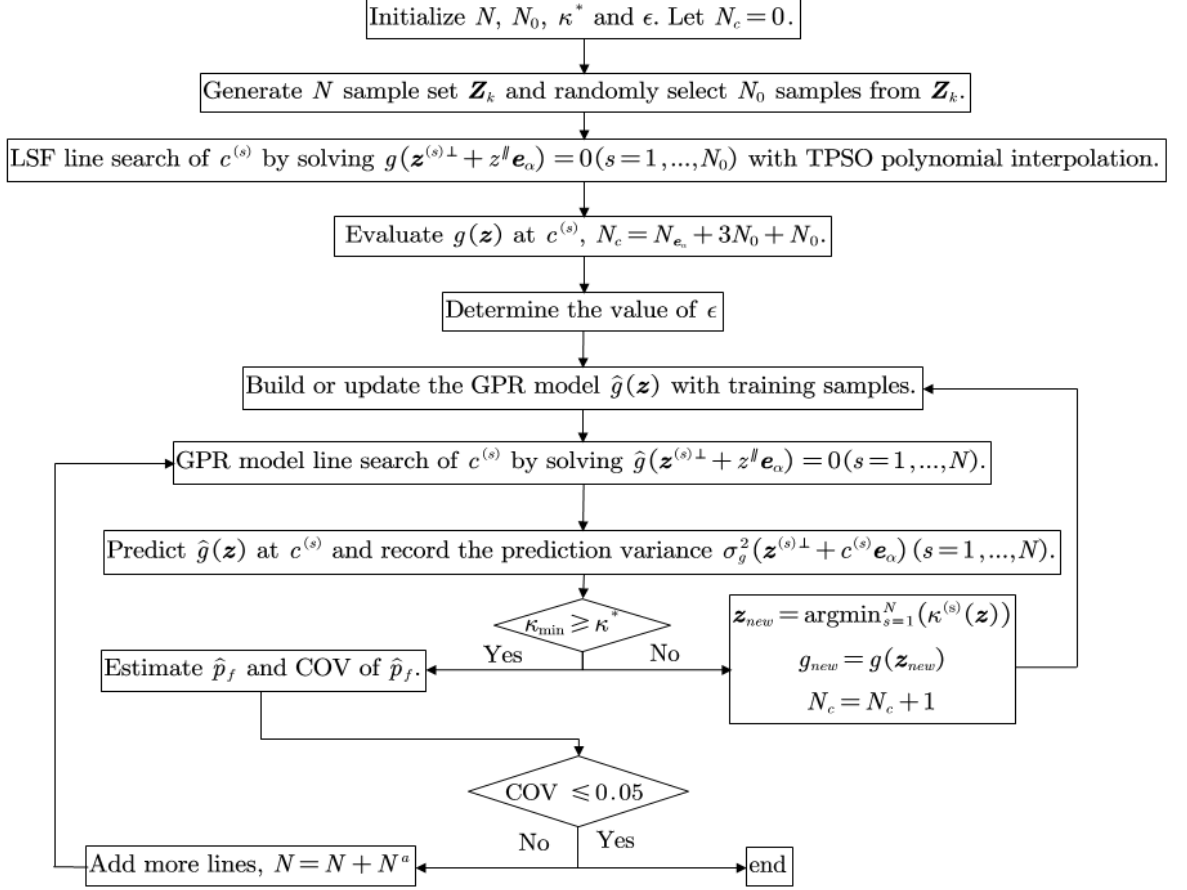 Initialize N, N₀, κ* and ϵ. Let N_c = 0.
Generate N sample set Z_k and randomly select N₀ samples from Z_k.
LSF line search of c⁽ˢ⁾ by solving g(z⁽ˢ⁾⊥ + z^∥ e_α) = 0 (s = 1, ..., N₀) with TPSO polynomial interpolation.
Evaluate g(z) at c⁽ˢ⁾, N_c = N_{e_α} + 3N₀ + N₀.
Determine the value of ϵ
Build or update the GPR model ĝ(z) with training samples.
GPR model line search of c⁽ˢ⁾ by solving ĝ(z⁽ˢ⁾⊥ + z^∥ e_α) = 0 (s = 1, ..., N).
Predict ĝ(z) at c⁽ˢ⁾ and record the prediction variance σ_g²(z⁽ˢ⁾⊥ + c⁽ˢ⁾e_α) (s = 1, ..., N).
κ_min ⩾ κ*
Yes
No
z_new = argmin_{s=1}^N (κ⁽ˢ⁾(z))
g_new = g(z_new)
N_c = N_c + 1
Estimate p̂_f and COV of p̂_f.
COV ⩽ 0.05
No
Yes
Add more lines, N = N + Nᵃ
end